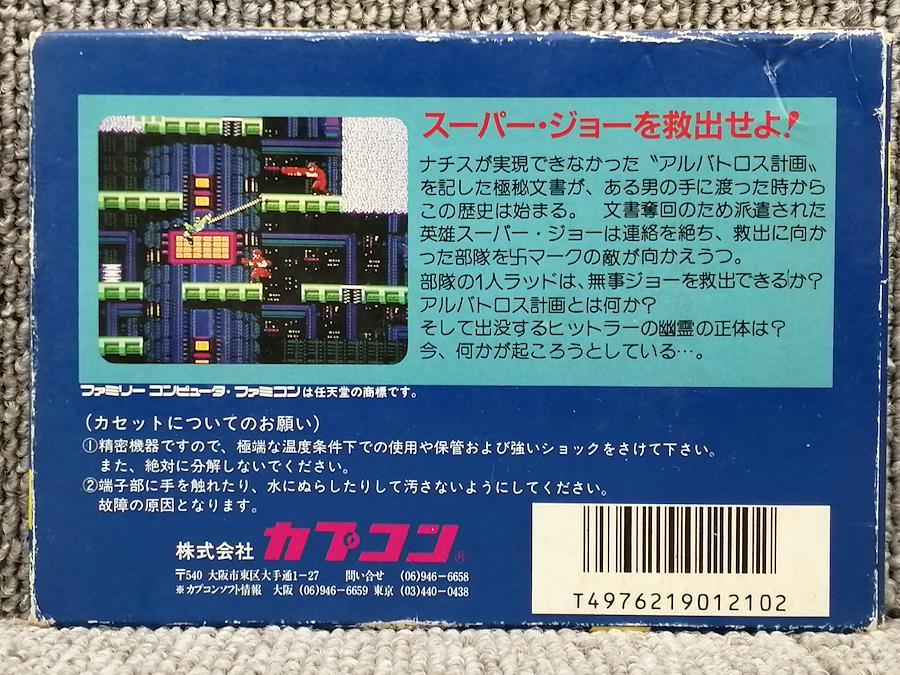 スーパー・ジョーを救出せよ!
ナチスが実現できなかった〝アルバトロス計画〟
を記した極秘文書が、ある男の手に渡った時から
この歴史は始まる。 文書奪回のため派遣された
英雄スーパー・ジョーは連絡を絶ち、救出に向か
った部隊を卐マークの敵が向かえうつ。
部隊の1人ラッドは、無事ジョーを救出できるか?
アルバトロス計画とは何か?
そして出没するヒットラーの幽霊の正体は?
今、何かが起ころうとしている…。
ファミリーコンピュータ・ファミコンは任天堂の商標です。
(カセットについてのお願い)
①精密機器ですので、極端な温度条件下での使用や保管および強いショックをさけて下さい。
また、絶対に分解しないでください。
②端子部に手を触れたり、水にぬらしたりして汚さないようにしてください。
故障の原因となります。
株式会社 カプコン®
〒540 大阪市東区大手通1-27 問い合せ (06)946-6658
※カプコンソフト情報 大阪 (06)946-6659 東京 (03)440-0438
T4976219012102